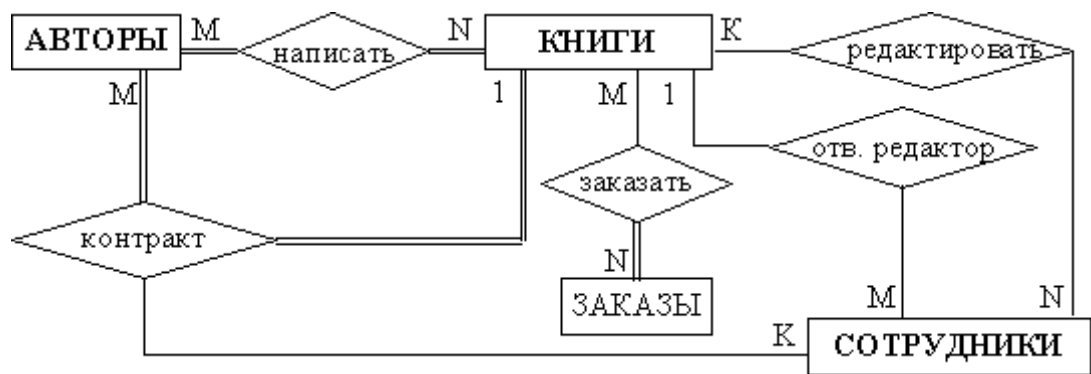 АВТОРЫ
M
написать
N
КНИГИ
K
редактировать
M
1
M
1
отв. редактор
заказать
контракт
N
ЗАКАЗЫ
M
N
K
СОТРУДНИКИ